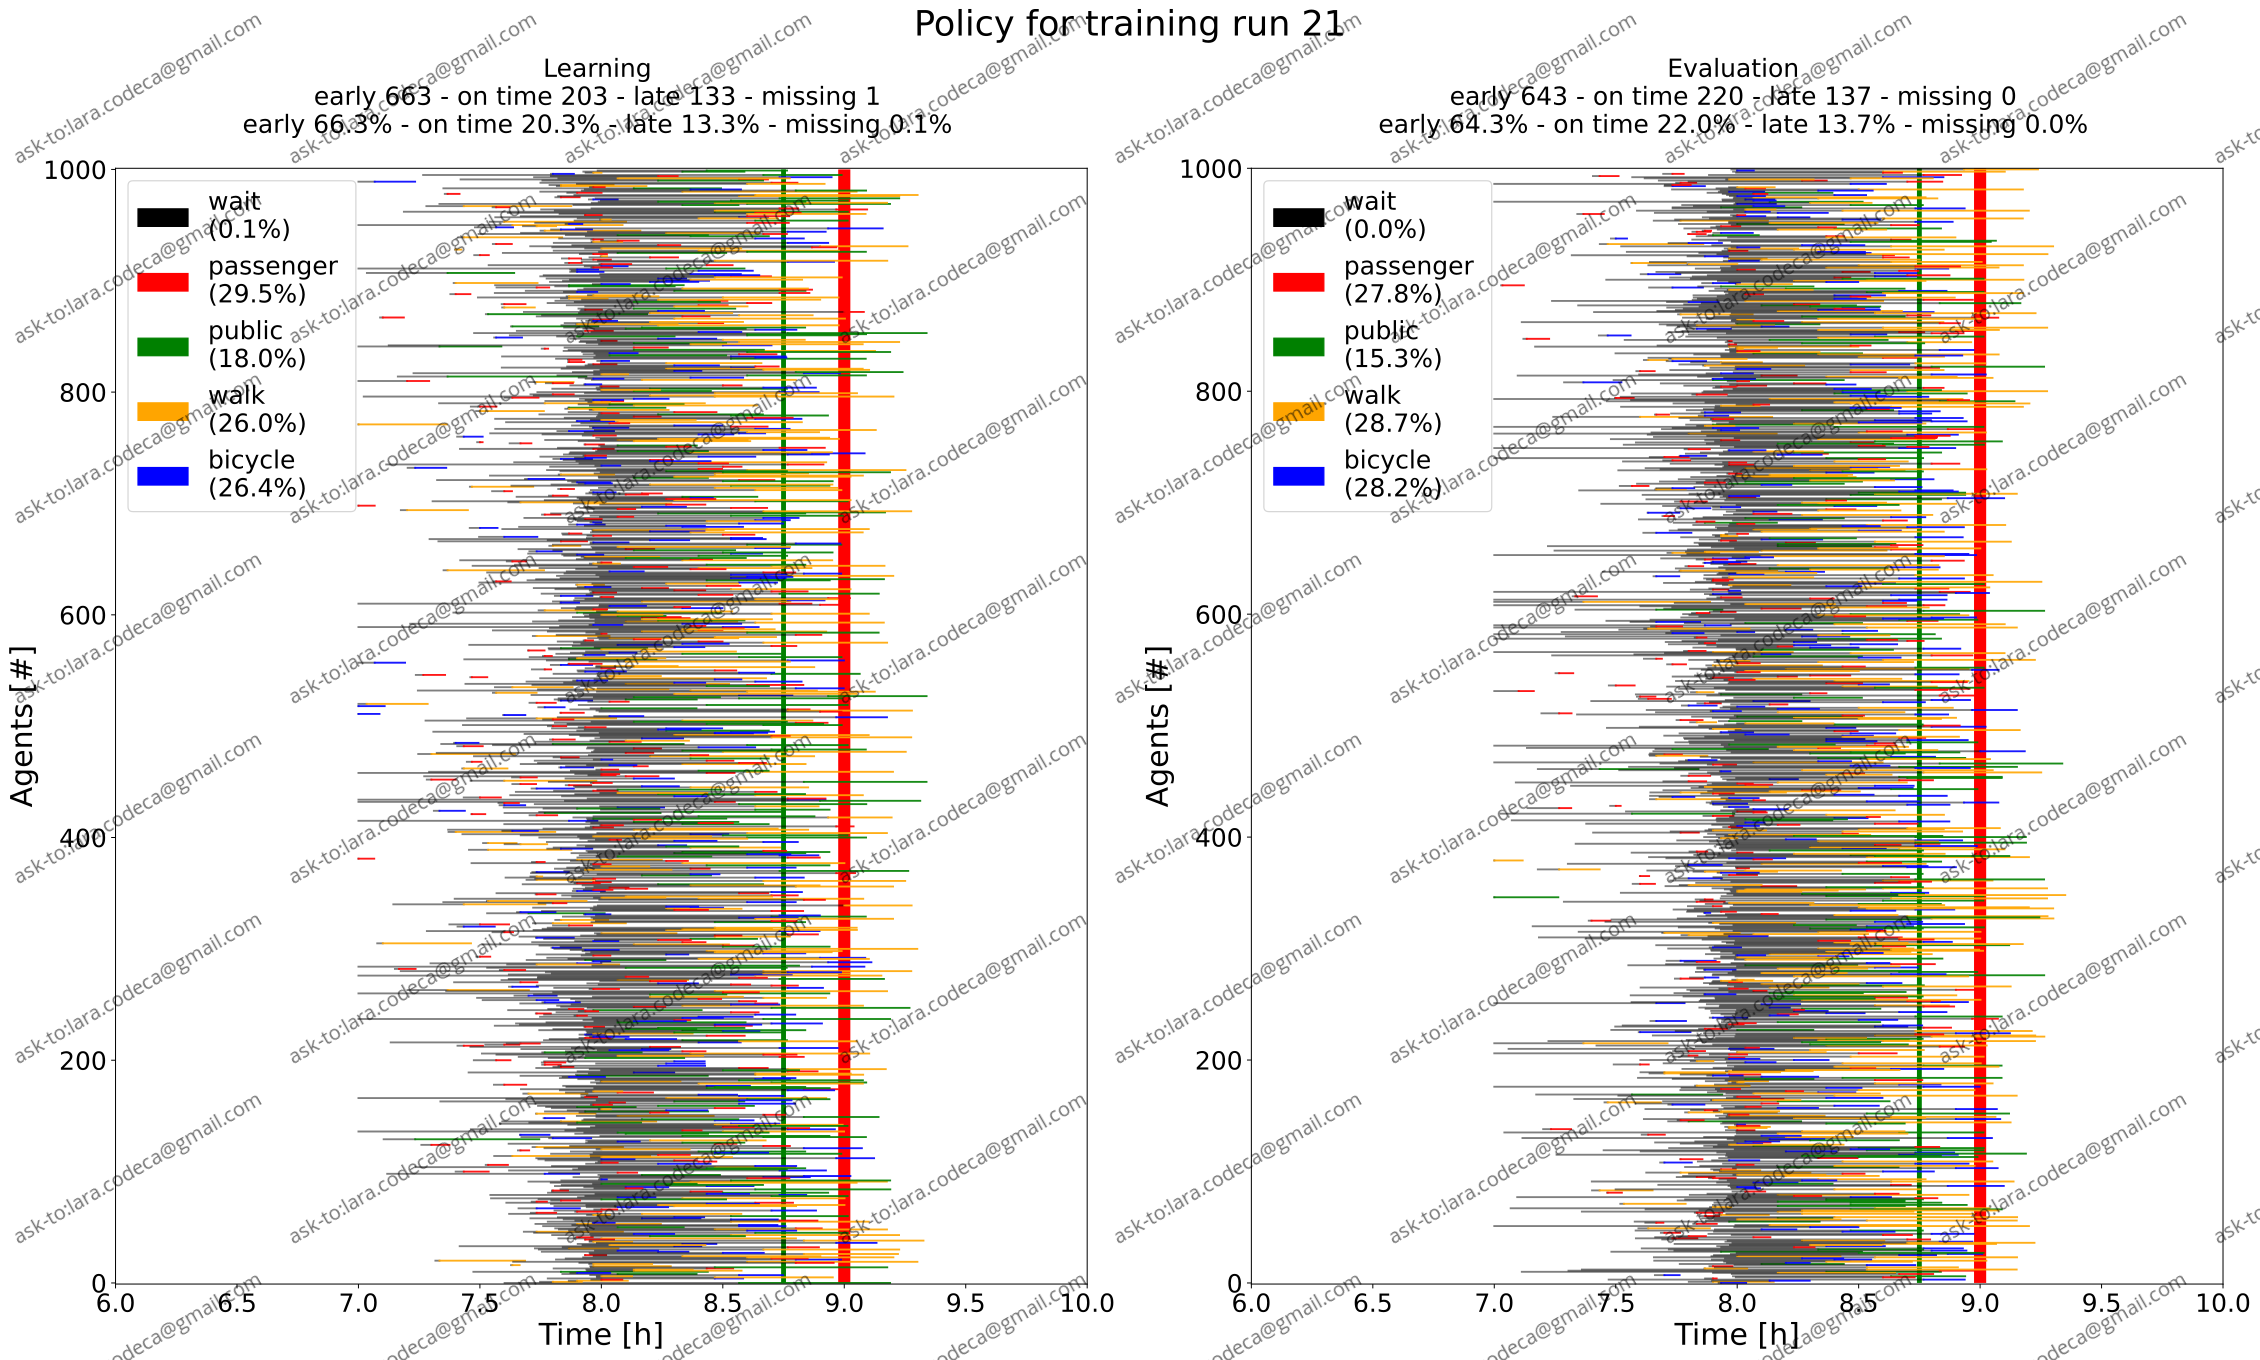 Policy for training run 21
Learning
early 663 - on time 203 - late 133 - missing 1
early 66.3% - on time 20.3% - late 13.3% - missing 0.1%
1000
800
600
400
200
0
Agents [#]
wait
(0.1%)
passenger
(29.5%)
public
(18.0%)
walk
(26.0%)
bicycle
(26.4%)
6.0 6.5 7.0 7.5 8.0 8.5 9.0 9.5 10.0
Time [h]
Evaluation
early 643 - on time 220 - late 137 - missing 0
early 64.3% - on time 22.0% - late 13.7% - missing 0.0%
1000
800
600
400
200
0
Agents [#]
wait
(0.0%)
passenger
(27.8%)
public
(15.3%)
walk
(28.7%)
bicycle
(28.2%)
6.0 6.5 7.0 7.5 8.0 8.5 9.0 9.5 10.0
Time [h]
ask-to:lara.codeca@gmail.com